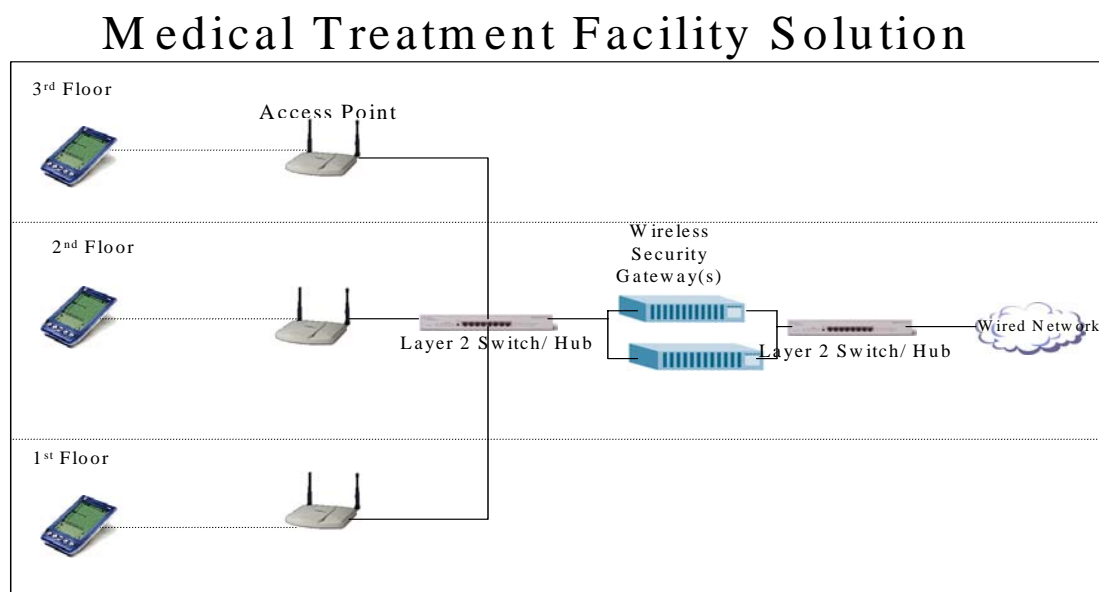 Medical Treatment Facility Solution
3rd Floor
Access Point
2nd Floor
Wireless
Security
Gateway(s)
Layer 2 Switch/ Hub
Layer 2 Switch/ Hub
Wired Network
1st Floor